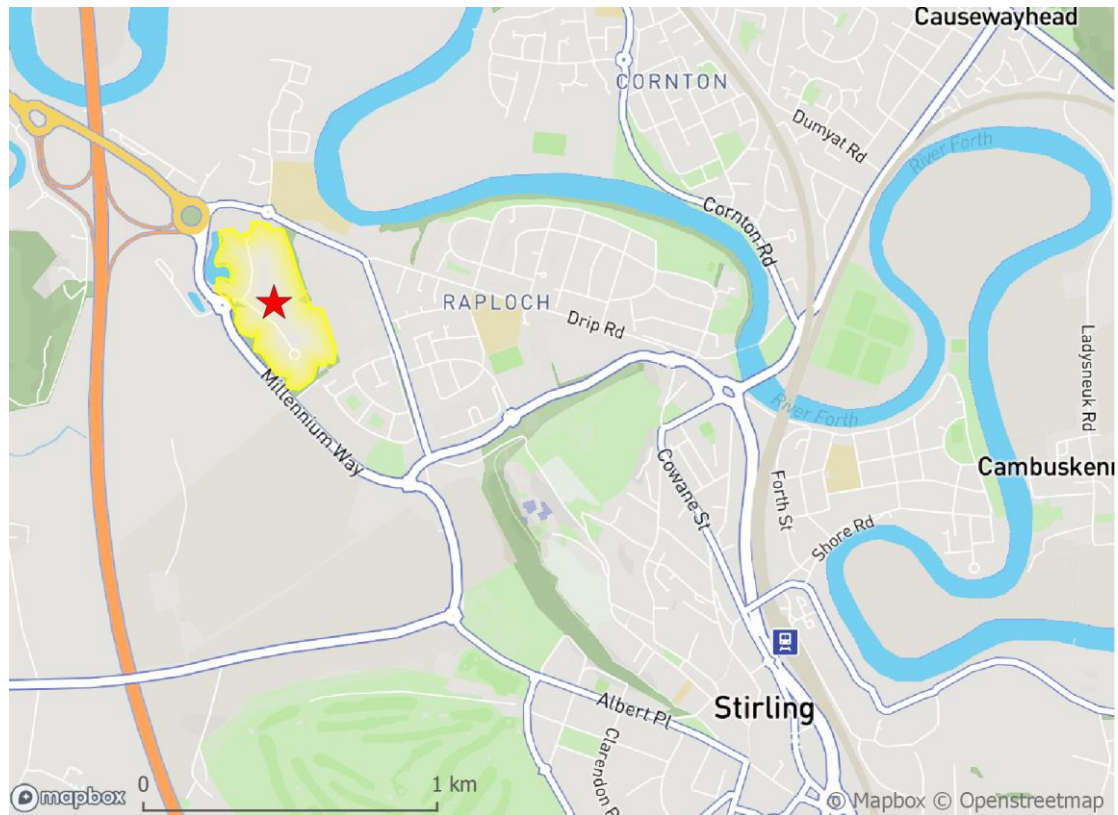 Causewayhead
CORNTON
Dumyat Rd
River Forth
Cornton Rd
RAPLOCH
Drip Rd
Ladysneuk Rd
Millennium Way
River Forth
Cowane St
Forth St
Cambuskenn
Shore Rd
Stirling
Albert Pl
Clarendon P
0
1 km
mapbox
© Mapbox © Openstreetmap